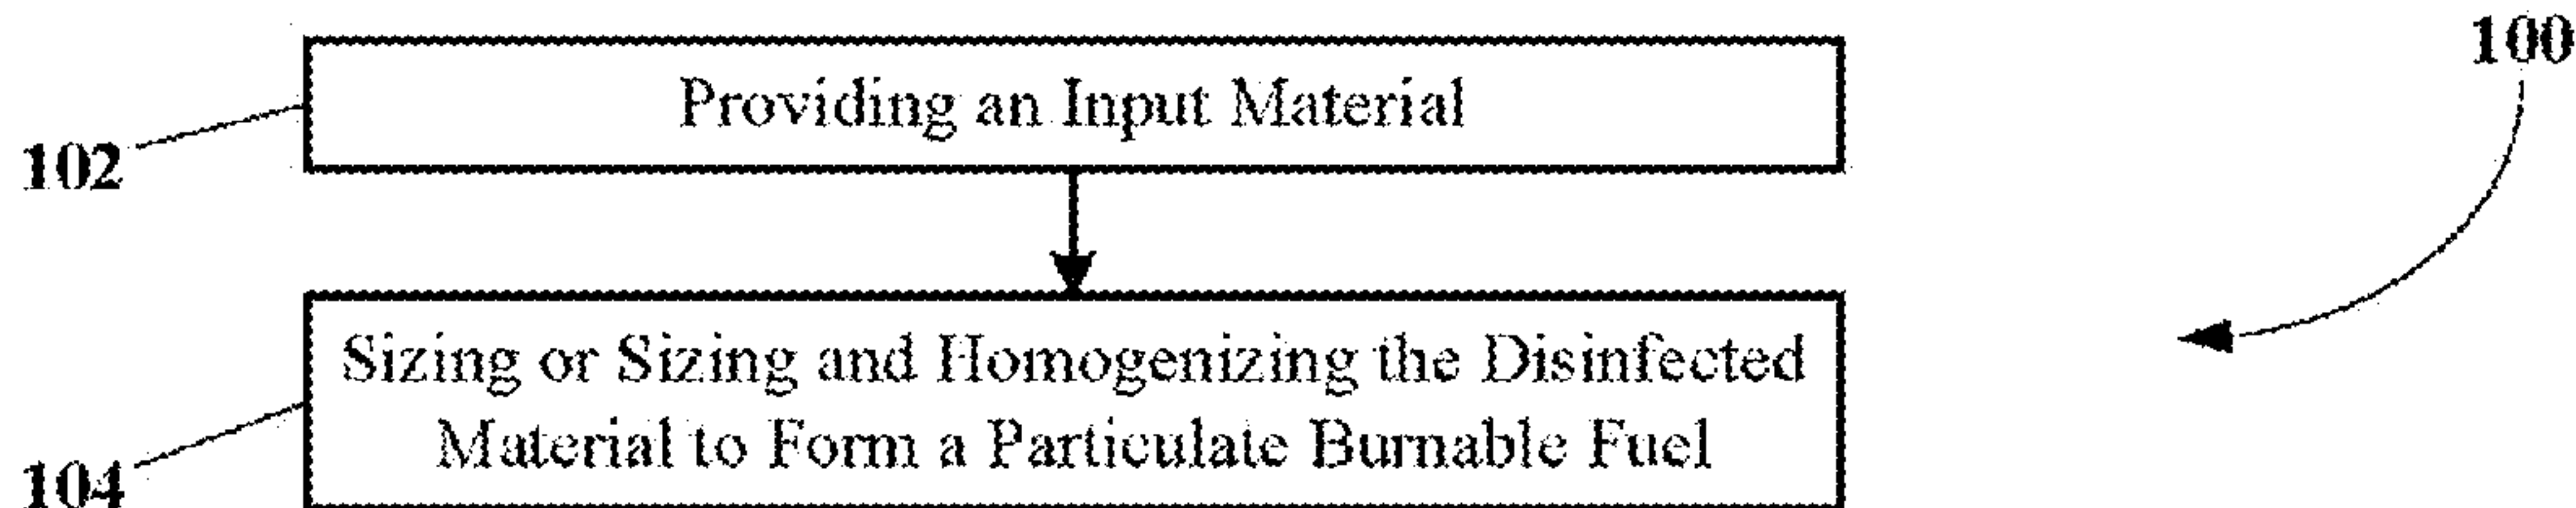 100
Providing an Input Material
102
Sizing or Sizing and Homogenizing the Disinfected
Material to Form a Particulate Burnable Fuel
104